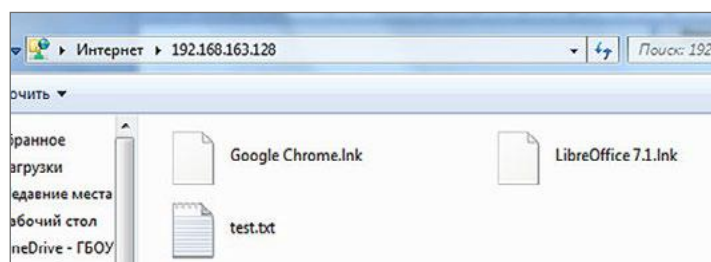 Интернет ▸ 192.168.163.128
Поиск: 192
очить
бранное
агрузки
едавние места
абочий стол
neDrive - ГБОУ
Google Chrome.lnk
LibreOffice 7.1.lnk
test.txt